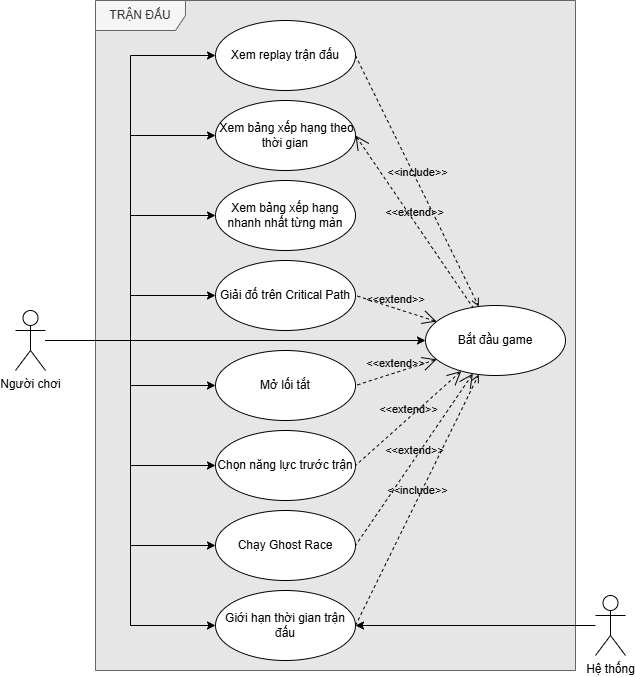 TRẬN ĐẤU
Xem replay trận đấu
Xem bảng xếp hạng theo
thời gian
<<include>>
Xem bảng xếp hạng
nhanh nhất từng màn
<<extend>>
Giải đố trên Critical Path
<<extend>>
Bắt đầu game
Người chơi
<<extend>>
Mở lối tắt
<<extend>>
Chọn năng lực trước trận
<<extend>>
<<include>>
Chạy Ghost Race
Giới hạn thời gian trận
đấu
Hệ thống